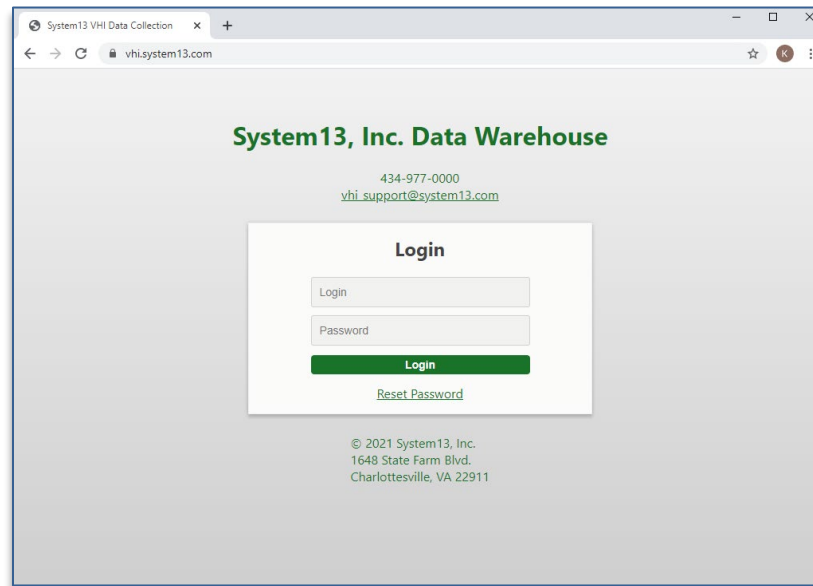 System13 VHI Data Collection
vhi.system13.com
K
System13, Inc. Data Warehouse
434-977-0000
vhi_support@system13.com
Login
Login
Password
Login
Reset Password
© 2021 System13, Inc.
1648 State Farm Blvd.
Charlottesville, VA 22911